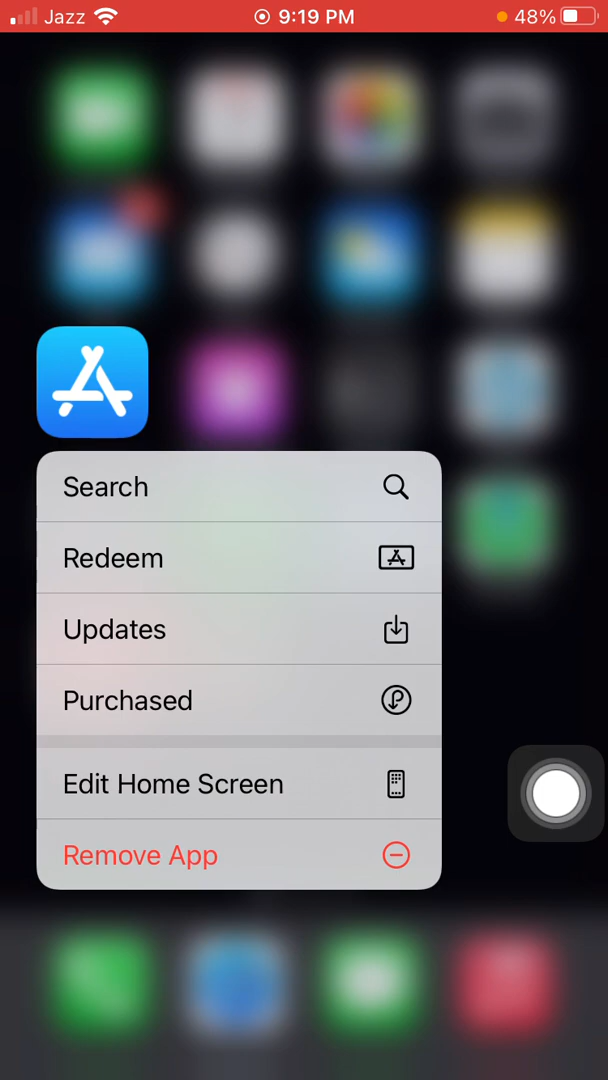 Jazz 9:19 PM 48%
Search
Redeem
Updates
Purchased
Edit Home Screen
Remove App